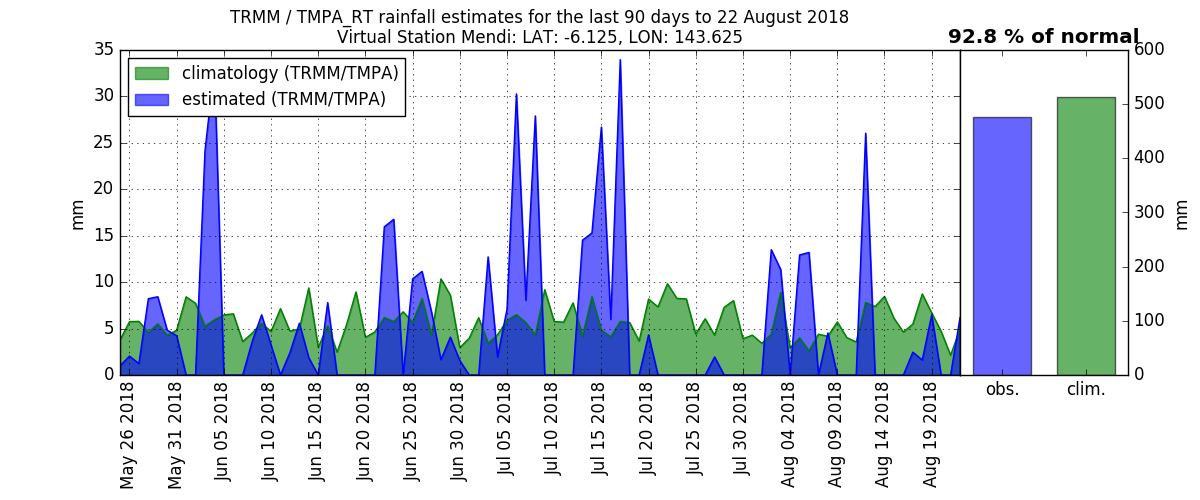 TRMM / TMPA_RT rainfall estimates for the last 90 days to 22 August 2018
Virtual Station Mendi: LAT: -6.125, LON: 143.625
92.8 % of normal
climatology (TRMM/TMPA)
estimated (TRMM/TMPA)
35
30
25
20
15
10
5
0
mm
May 26 2018
May 31 2018
Jun 05 2018
Jun 10 2018
Jun 15 2018
Jun 20 2018
Jun 25 2018
Jun 30 2018
Jul 05 2018
Jul 10 2018
Jul 15 2018
Jul 20 2018
Jul 25 2018
Jul 30 2018
Aug 04 2018
Aug 09 2018
Aug 14 2018
Aug 19 2018
600
500
400
300
200
100
0
mm
obs.
clim.